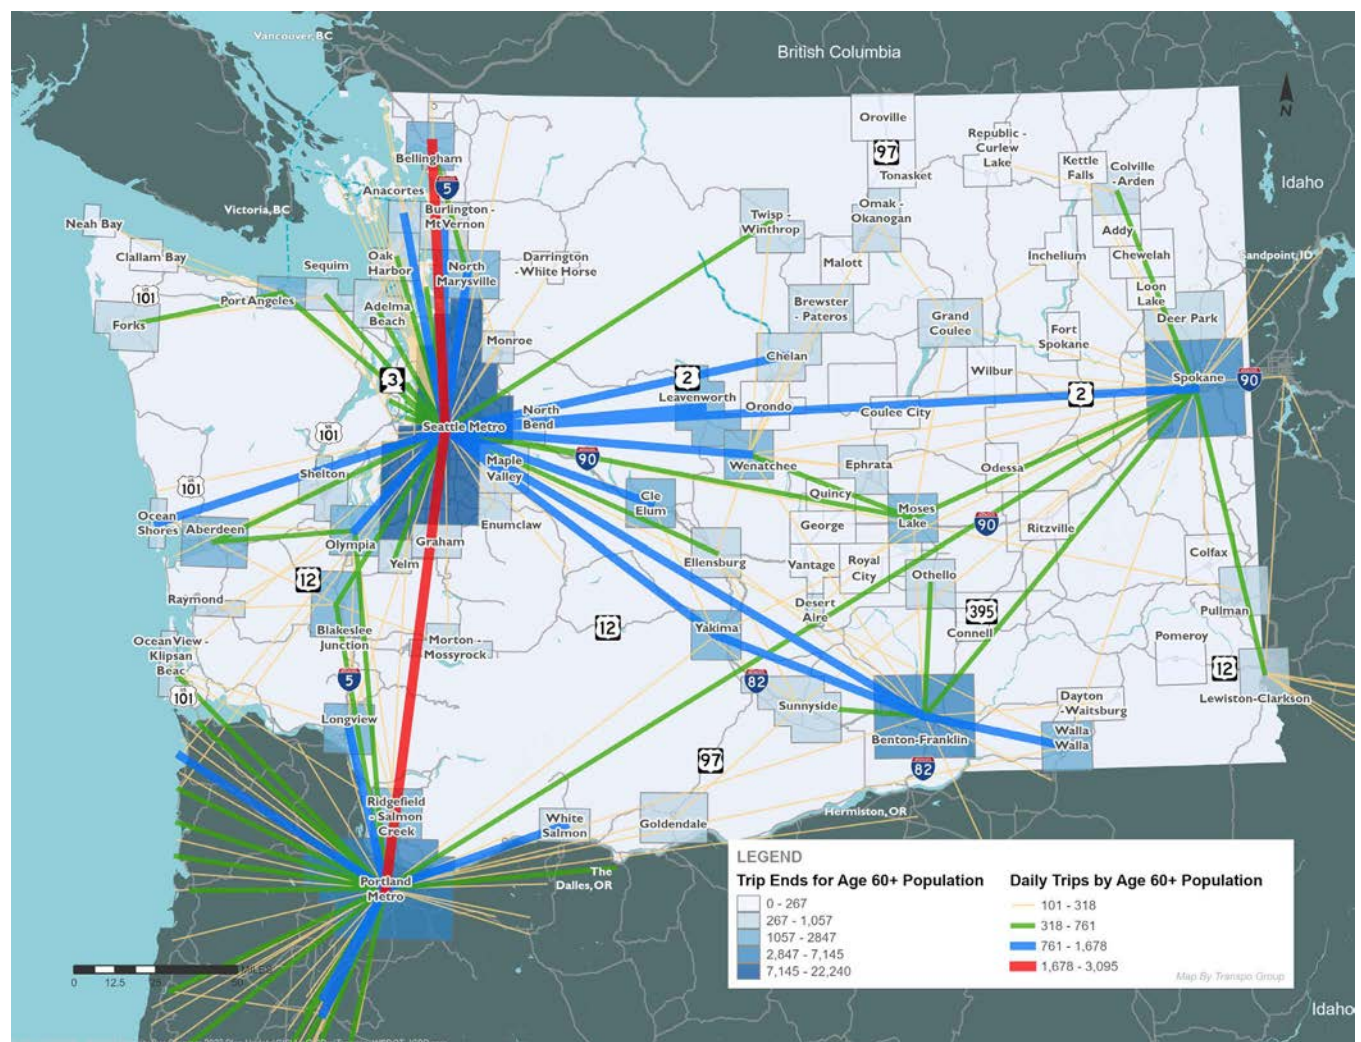 Vancouver, BC
British Columbia
N
Oroville
97
Tonasket
Republic -
Curlew
Lake
Kettle
Falls
Colville
-Arden
Idaho
Bellingham
Anacortes
5
Victoria, BC
Burlington -
Mt Vernon
Neah Bay
Clallam Bay
Twisp -
Winthrop
Omak -
Okanogan
Addy
Chewelah
Inchelium
Sandpoint, ID
Sequim
Oak
Harbor
North
Marysville
Darrington
-White Horse
Malott
Loon
Lake
US
101
Port Angeles
Adelma
Beach
Forks
Brewster
- Pateros
Grand
Coulee
Deer Park
Fort
Spokane
Monroe
Chelan
3
2
Leavenworth
Wilbur
Spokane
90
2
North
Bend
Orondo
Coulee City
Seattle Metro
US
101
90
Wenatchee
Ephrata
Odessa
Maple
Valley
Shelton
US
101
Quincy
Cle
Elum
Moses
Lake
Ocean
Shores
Aberdeen
Enumclaw
George
90
Ritzville
Olympia
Graham
Yelm
Ellensburg
Vantage
Royal
City
Othello
Colfax
12
Raymond
Desert
Aire
395
Pullman
Connell
Ocean View -
Klipsan
Beac
Blakeslee
Junction
Morton -
Mossyrock
12
Yakima
Pomeroy
US
101
5
82
12
Lewiston-Clarkson
Longview
Sunnyside
Dayton
-Waitsburg
Benton-Franklin
Walla
Walla
97
82
Ridgefield
- Salmon
Creek
White
Salmon
Goldendale
Hermiston, OR
The
Dalles, OR
Portland
Metro
LEGEND
Trip Ends for Age 60+ Population
0 - 267
267 - 1,057
1057 - 2847
2,847 - 7,145
7,145 - 22,240
Daily Trips by Age 60+ Population
101 - 318
318 - 761
761 - 1,678
1,678 - 3,095
Map By Transpo Group
MILES
0 12.5 25 50
Idaho